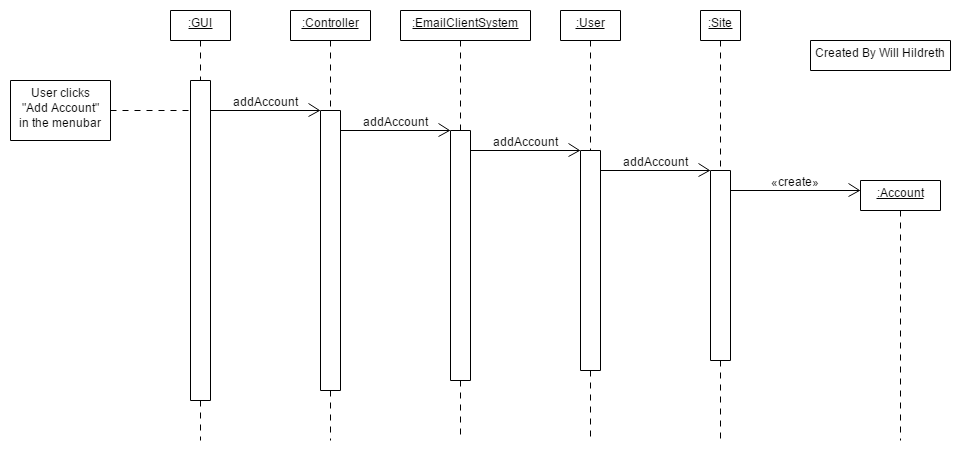 :GUI
:Controller
:EmailClientSystem
:User
:Site
Created By Will Hildreth
User clicks
"Add Account"
in the menubar
addAccount
addAccount
addAccount
addAccount
«create»
:Account